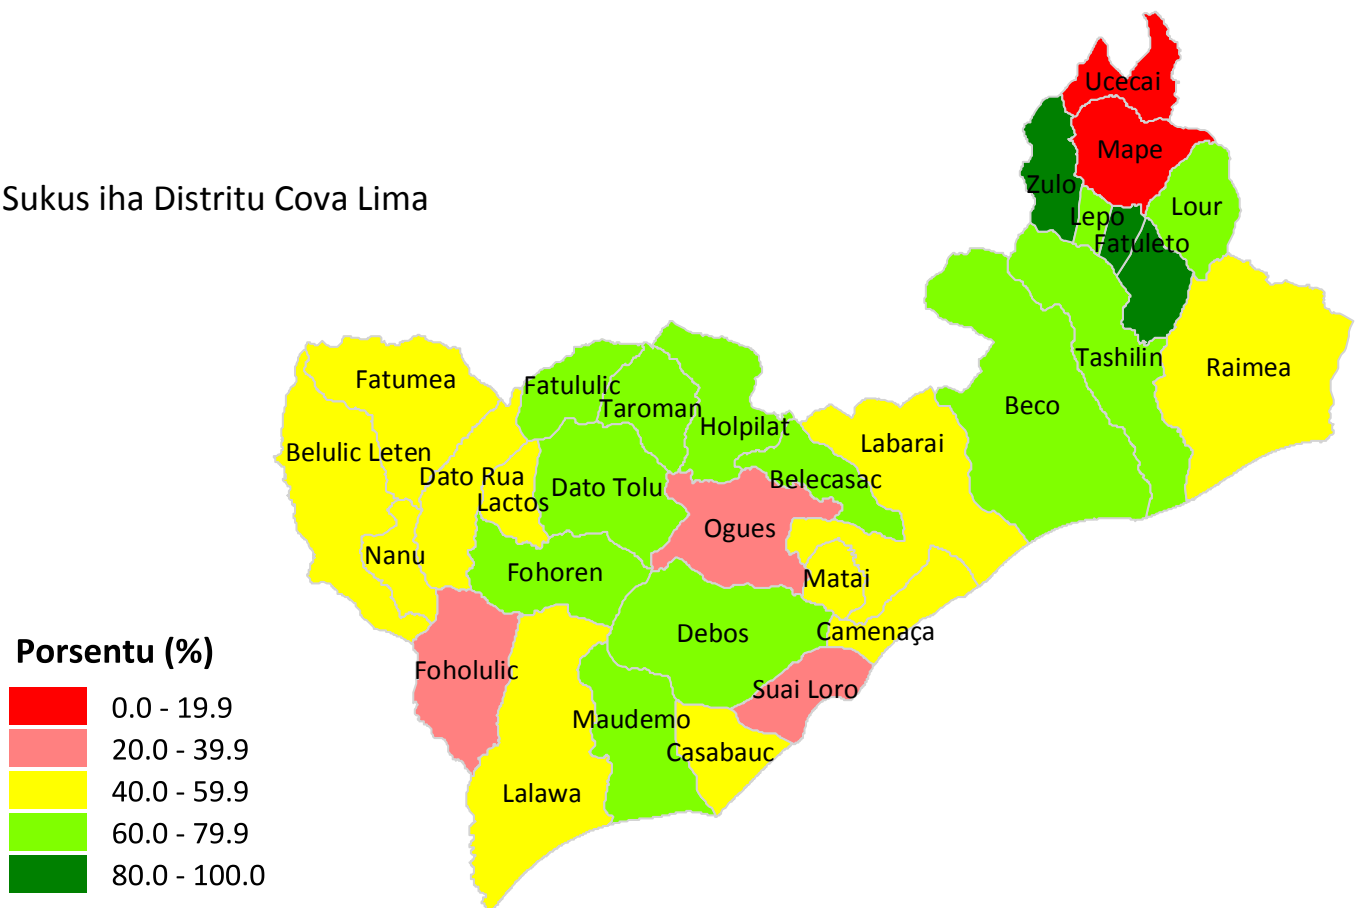 Ucecai
Mape
Zulo
Sukus iha Distritu Cova Lima
Lepo
Lour
Fatuleto
Tashilin
Raimea
Fatumea
Fatululic
Taroman
Beco
Holpilat
Labarai
Belulic Leten
Dato Rua
Belecasac
Dato Tolu
Lactos
Ogues
Nanu
Fohoren
Matai
Debos
Camenaça
Foholulic
Suai Loro
Maudemo
Casabauc
Lalawa
Porsentu (%)
0.0 - 19.9
20.0 - 39.9
40.0 - 59.9
60.0 - 79.9
80.0 - 100.0